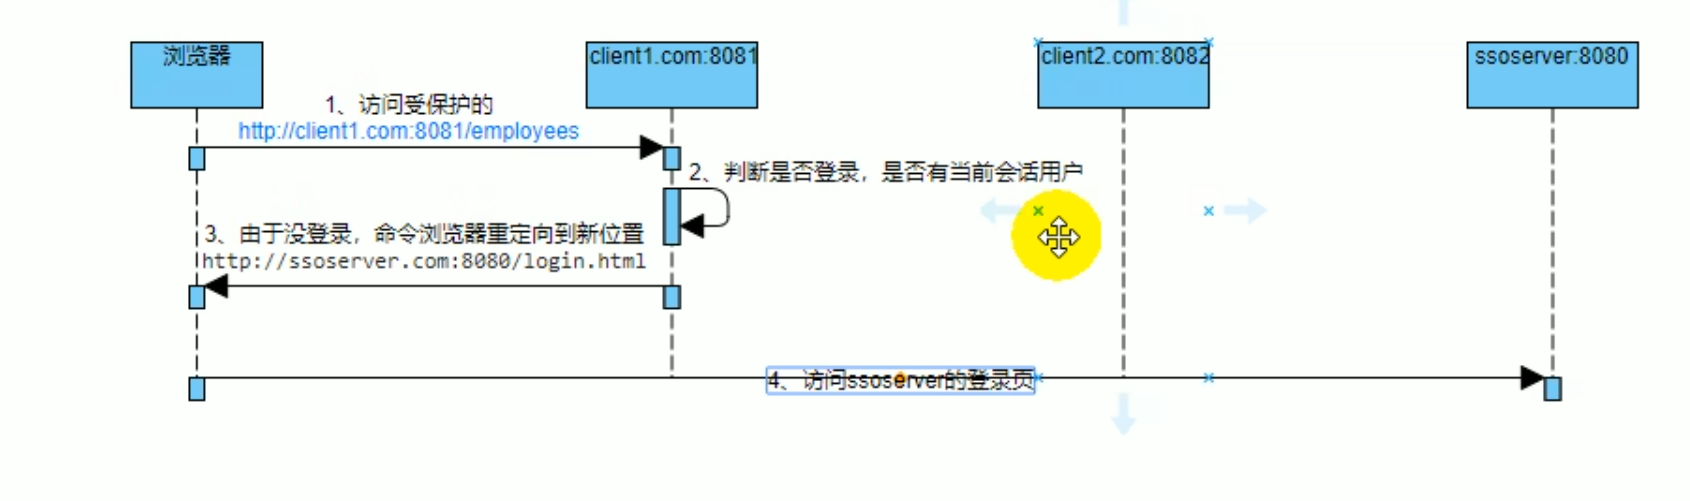 浏览器
client1.com:8081
client2.com:8082
ssoserver:8080
1、访问受保护的
http://client1.com:8081/employees
2、判断是否登录，是否有当前会话用户
3、由于没登录，命令浏览器重定向到新位置
http://ssoserver.com:8080/login.html
4、访问ssoserver的登录页